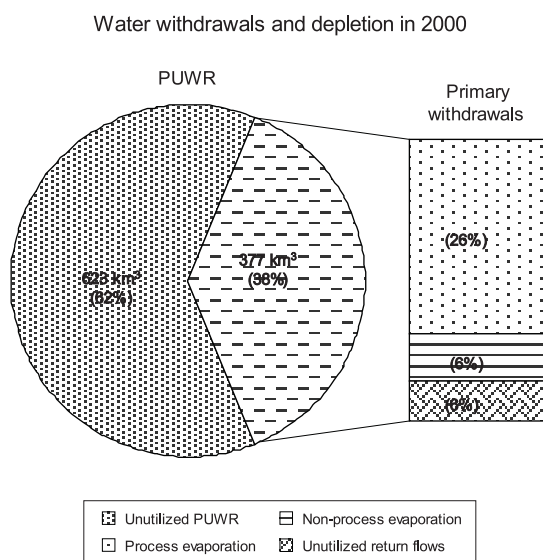 Water withdrawals and depletion in 2000
PUWR
Primary
withdrawals
623 km³
(62%)
377 km³
(38%)
(26%)
(6%)
(6%)
Unutilized PUWR
Non-process evaporation
Process evaporation
Unutilized return flows